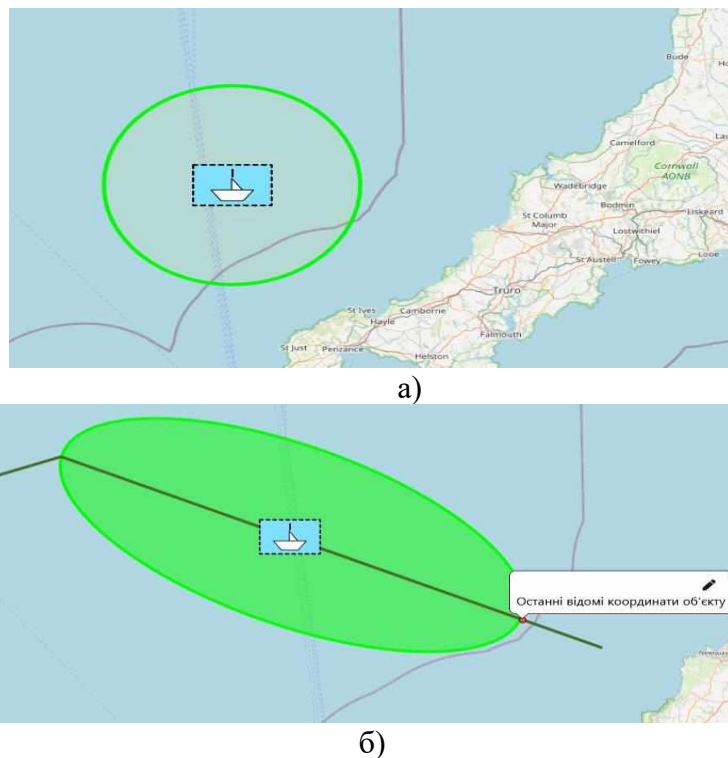 Bude
Camelford
Cornwall
AONB
Wadebridge
Bodmin
Liskeard
St Columb
Major
Lostwithiel
St Austell
Fowey
Looe
Truro
St Ives
Camborne
Hayle
Falmouth
St Just
Penzance
Helston
а)
Останні відомі координати об'єкту
б)